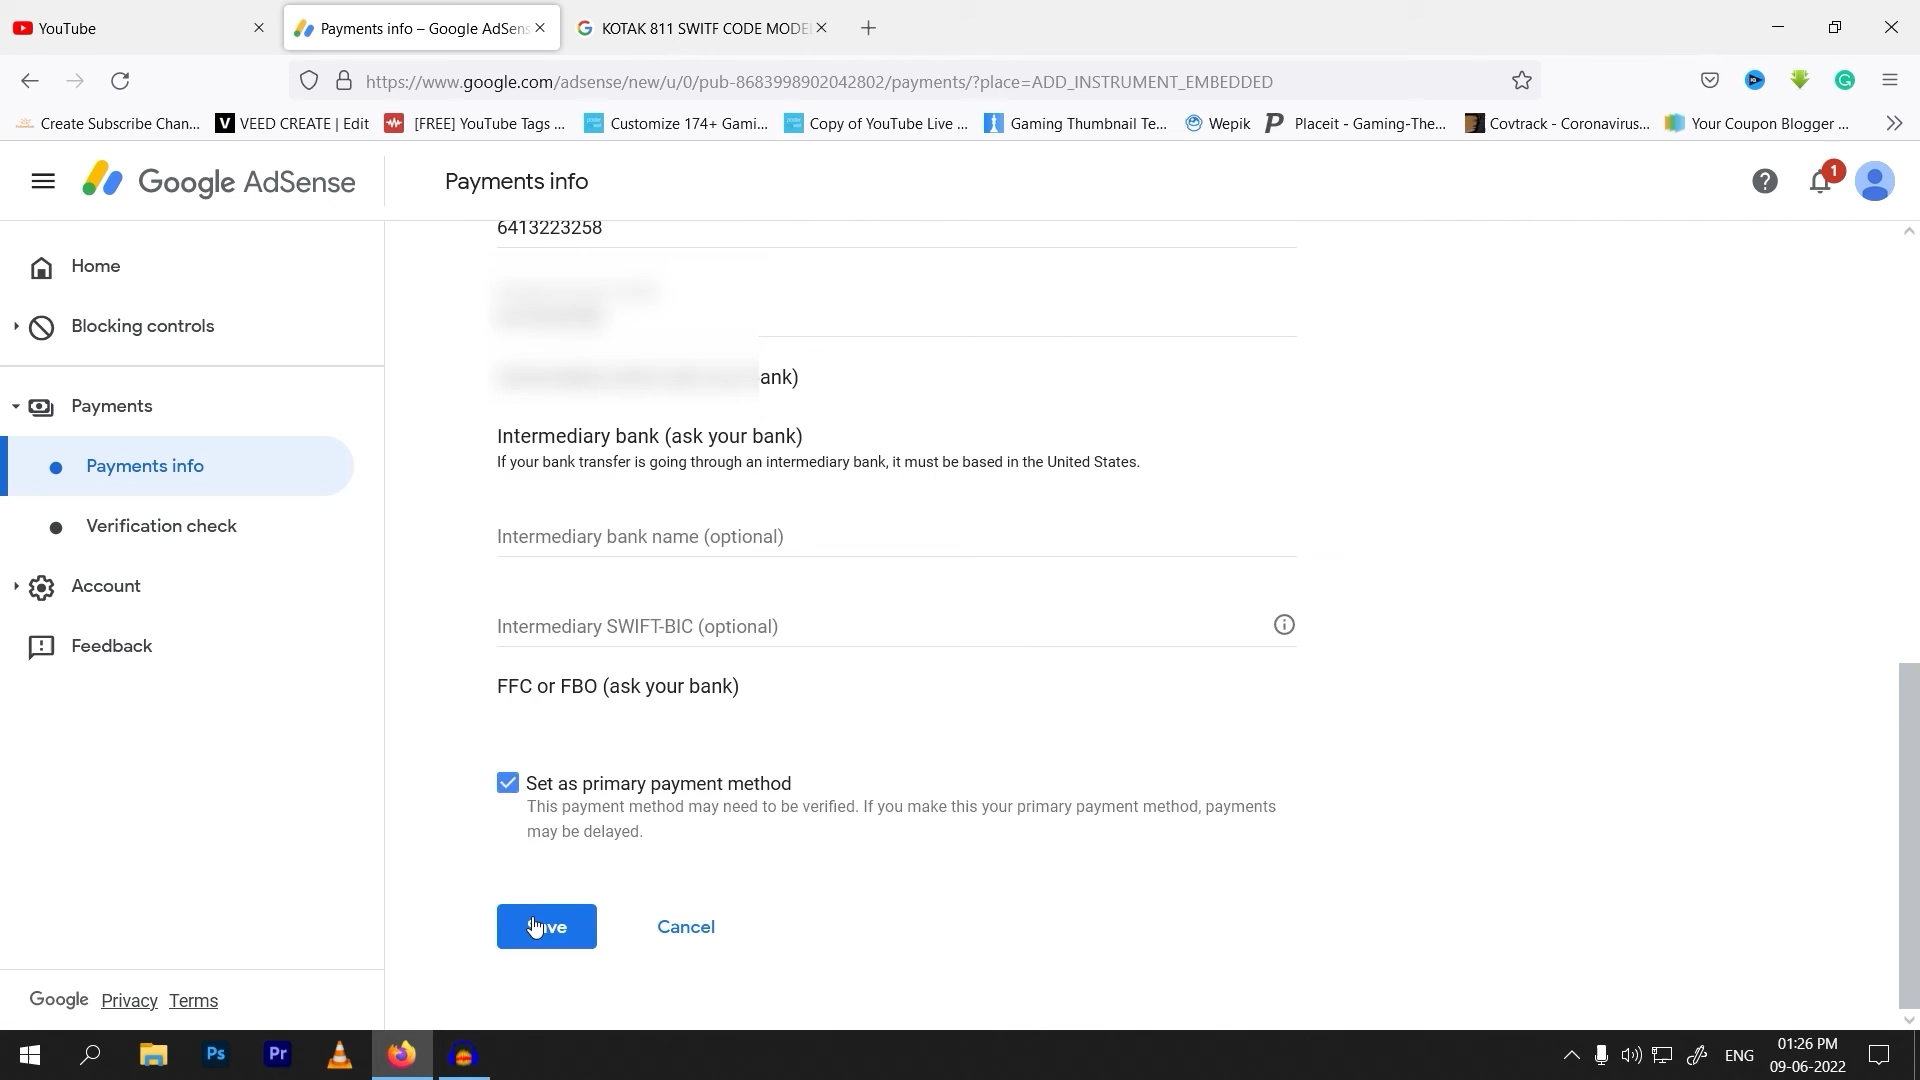 YouTube
Payments info – Google AdSens
KOTAK 811 SWITF CODE MODE
https://www.google.com/adsense/new/u/0/pub-8683998902042802/payments/?place=ADD_INSTRUMENT_EMBEDDED
Create Subscribe Chan...
VEED CREATE | Edit
[FREE] YouTube Tags ...
Customize 174+ Gami...
Copy of YouTube Live ...
Gaming Thumbnail Te...
Wepik
Placeit - Gaming-The...
Covtrack - Coronavirus...
Your Coupon Blogger ...
Google AdSense
Payments info
1
Home
Blocking controls
Payments
Payments info
Verification check
Account
Feedback
Google Privacy Terms
6413223258
ank)
Intermediary bank (ask your bank)
If your bank transfer is going through an intermediary bank, it must be based in the United States.
Intermediary bank name (optional)
Intermediary SWIFT-BIC (optional)
FFC or FBO (ask your bank)
Set as primary payment method
This payment method may need to be verified. If you make this your primary payment method, payments
may be delayed.
Save
Cancel
Ps
Pr
ENG
01:26 PM
09-06-2022